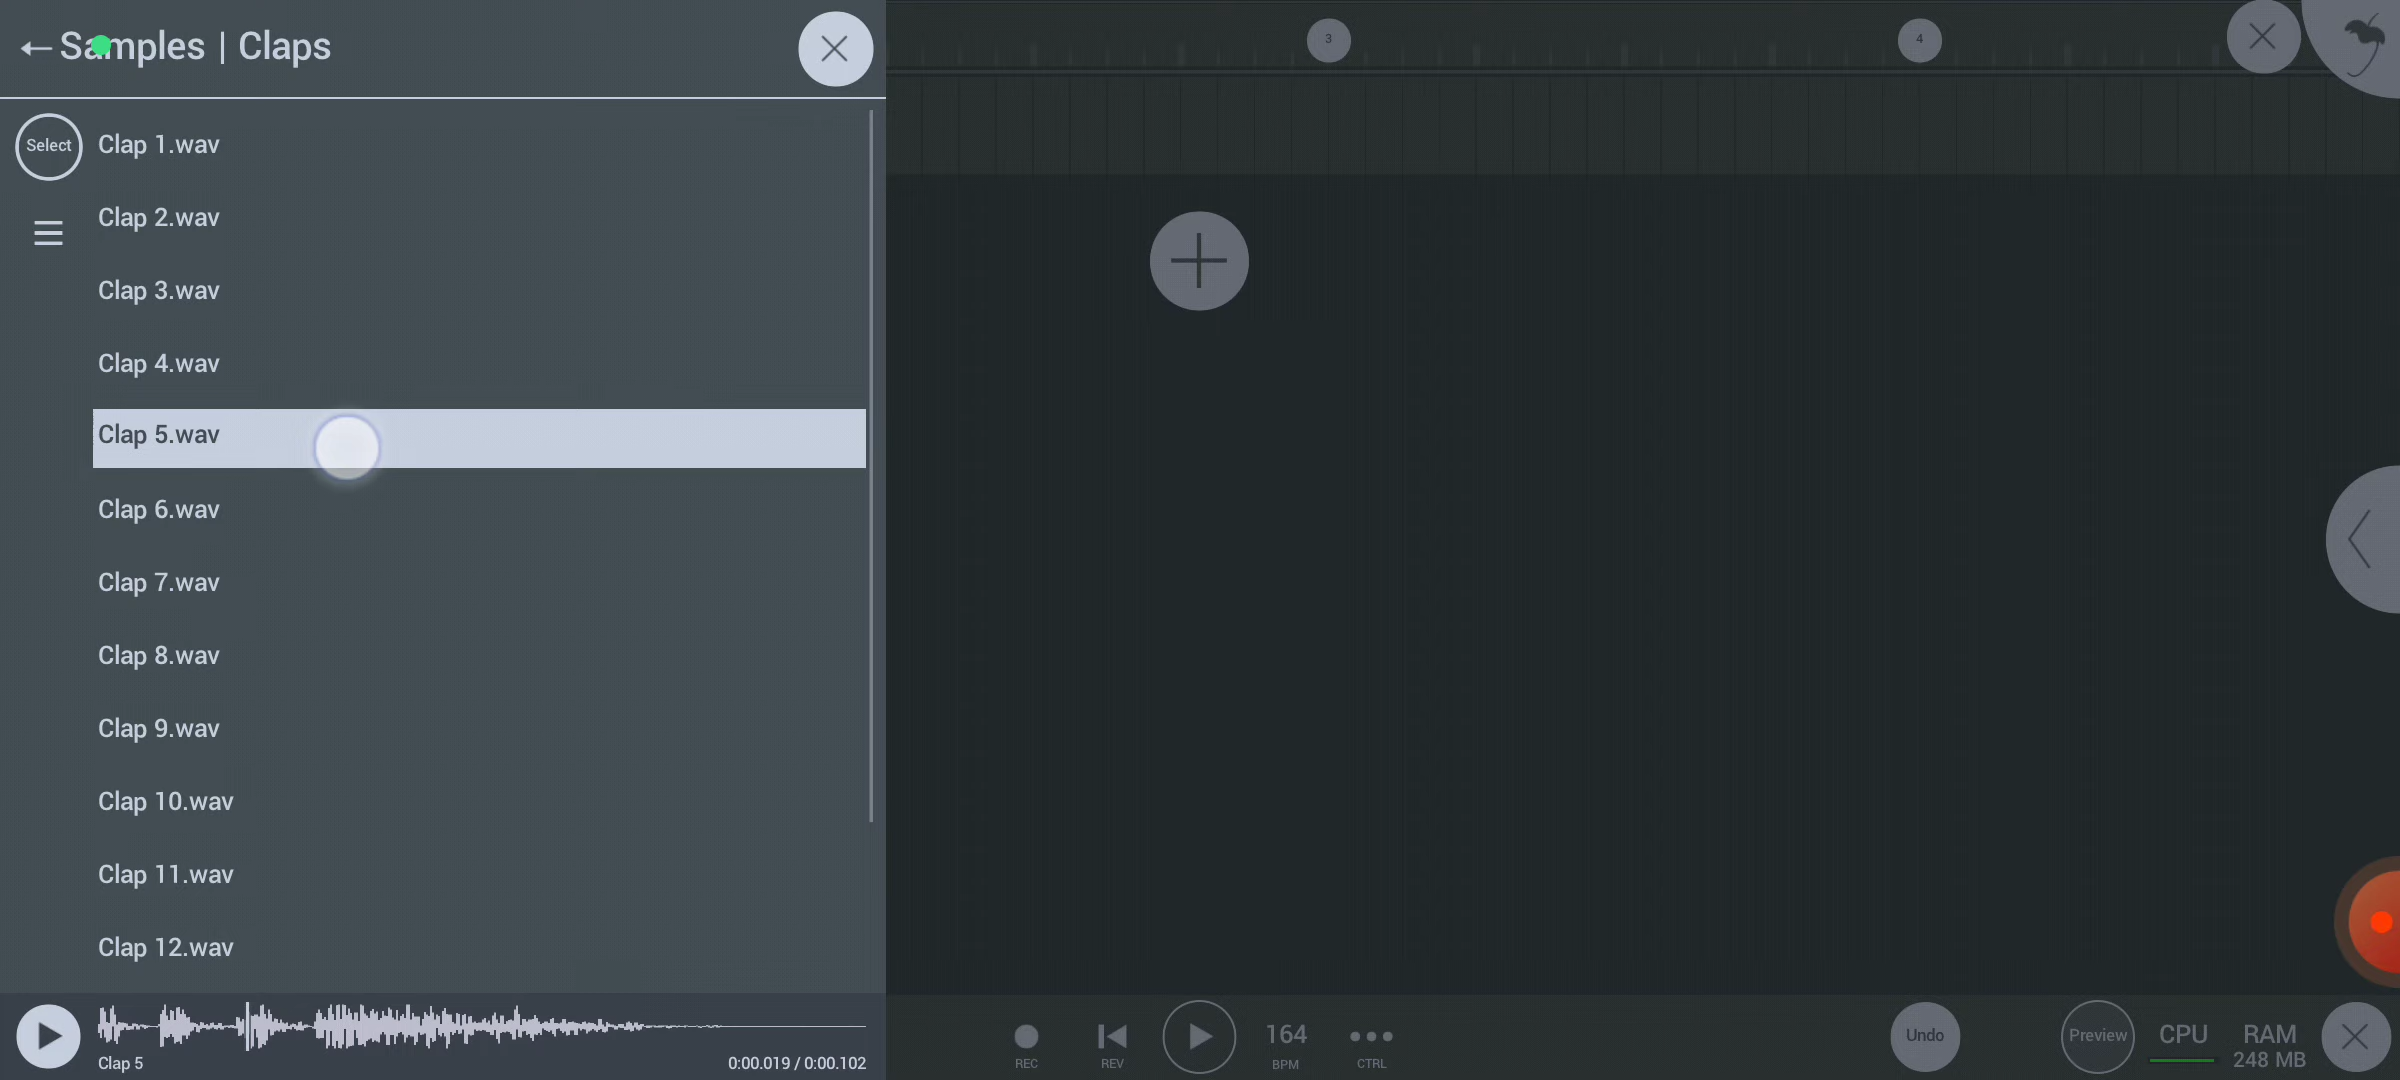 Samples | Claps
Select
Clap 1.wav
Clap 2.wav
Clap 3.wav
Clap 4.wav
Clap 5.wav
Clap 6.wav
Clap 7.wav
Clap 8.wav
Clap 9.wav
Clap 10.wav
Clap 11.wav
Clap 12.wav
Clap 5
0:00.019 / 0:00.102
3
4
REC
REV
164
BPM
CTRL
Undo
Preview
CPU
RAM
248 MB